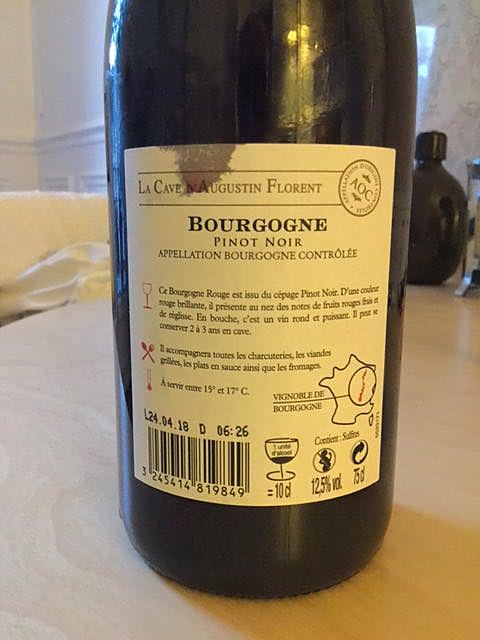 LA CAVE D'AUGUSTIN FLORENT
APPELLATION D'ORIGINE CONTRÔLÉE
AOC
BOURGOGNE
PINOT NOIR
APPELLATION BOURGOGNE CONTRÔLÉE
Ce Bourgogne Rouge est issu du cépage Pinot Noir. D'une couleur
rouge brillante, il présente au nez des notes de fruits rouges frais et
de réglisse. En bouche, c'est un vin rond et puissant. Il peut se
conserver 2 à 3 ans en cave.
Il accompagnera toutes les charcuteries, les viandes
grillées, les plats en sauce ainsi que les fromages.
À servir entre 15° et 17° C.
VIGNOBLE DE
BOURGOGNE
L24.04.18 D 06:26
1 unité
d'alcool
= 10 cl
Contient : Sulfites
12,5% vol.
75 cl
3 245414 819849